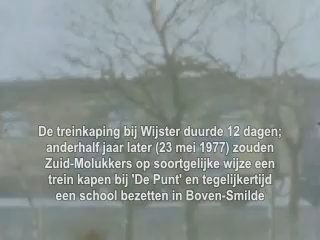 De treinkaping bij Wijster duurde 12 dagen;
anderhalf jaar later (23 mei 1977) zouden
Zuid-Molukkers op soortgelijke wijze een
trein kapen bij 'De Punt' en tegelijkertijd
een school bezetten in Boven-Smilde